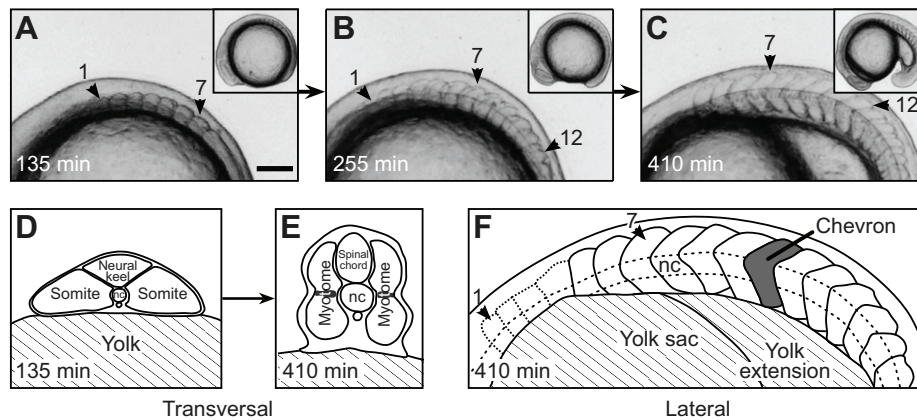 A
1
7
135 min
B
1
7
12
255 min
C
7
12
410 min
D
Neural
keel
Somite
nc
Somite
Yolk
135 min
E
Spinal
chord
Myotome
nc
Myotome
410 min
F
7
Chevron
nc
1
Yolk sac
Yolk
extension
410 min
Transversal
Lateral